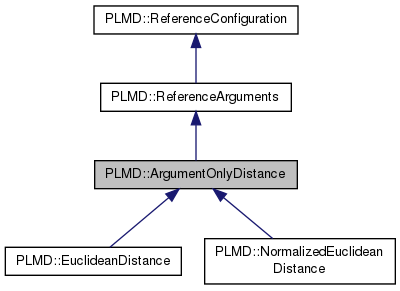 PLMD::ReferenceConfiguration
PLMD::ReferenceArguments
PLMD::ArgumentOnlyDistance
PLMD::EuclideanDistance
PLMD::NormalizedEuclidean
Distance